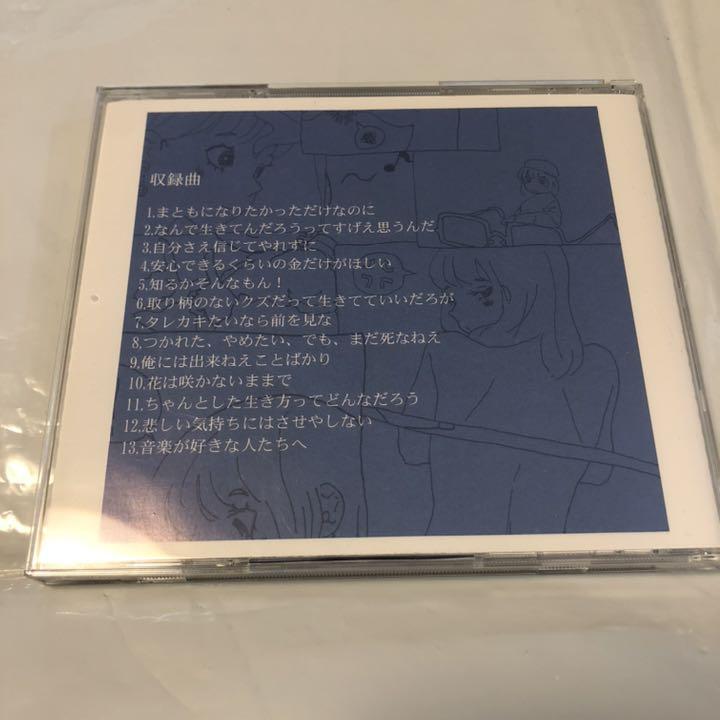 収録曲
1.まともになりたかっただけなのに
2.なんで生きてんだろうってすげえ思うんだ
3.自分さえ信じてやれずに
4.安心できるくらいの金だけがほしい
5.知るかそんなもん！
6.取り柄のないクズだって生きてていいだろが
7.タレカキたいなら前を見な
8.つかれた、やめたい、でも、まだ死なねえ
9.俺には出来ねえことばかり
10.花は咲かないままで
11.ちゃんとした生き方ってどんなだろう
12.悲しい気持ちにはさせやしない
13.音楽が好きな人たちへ